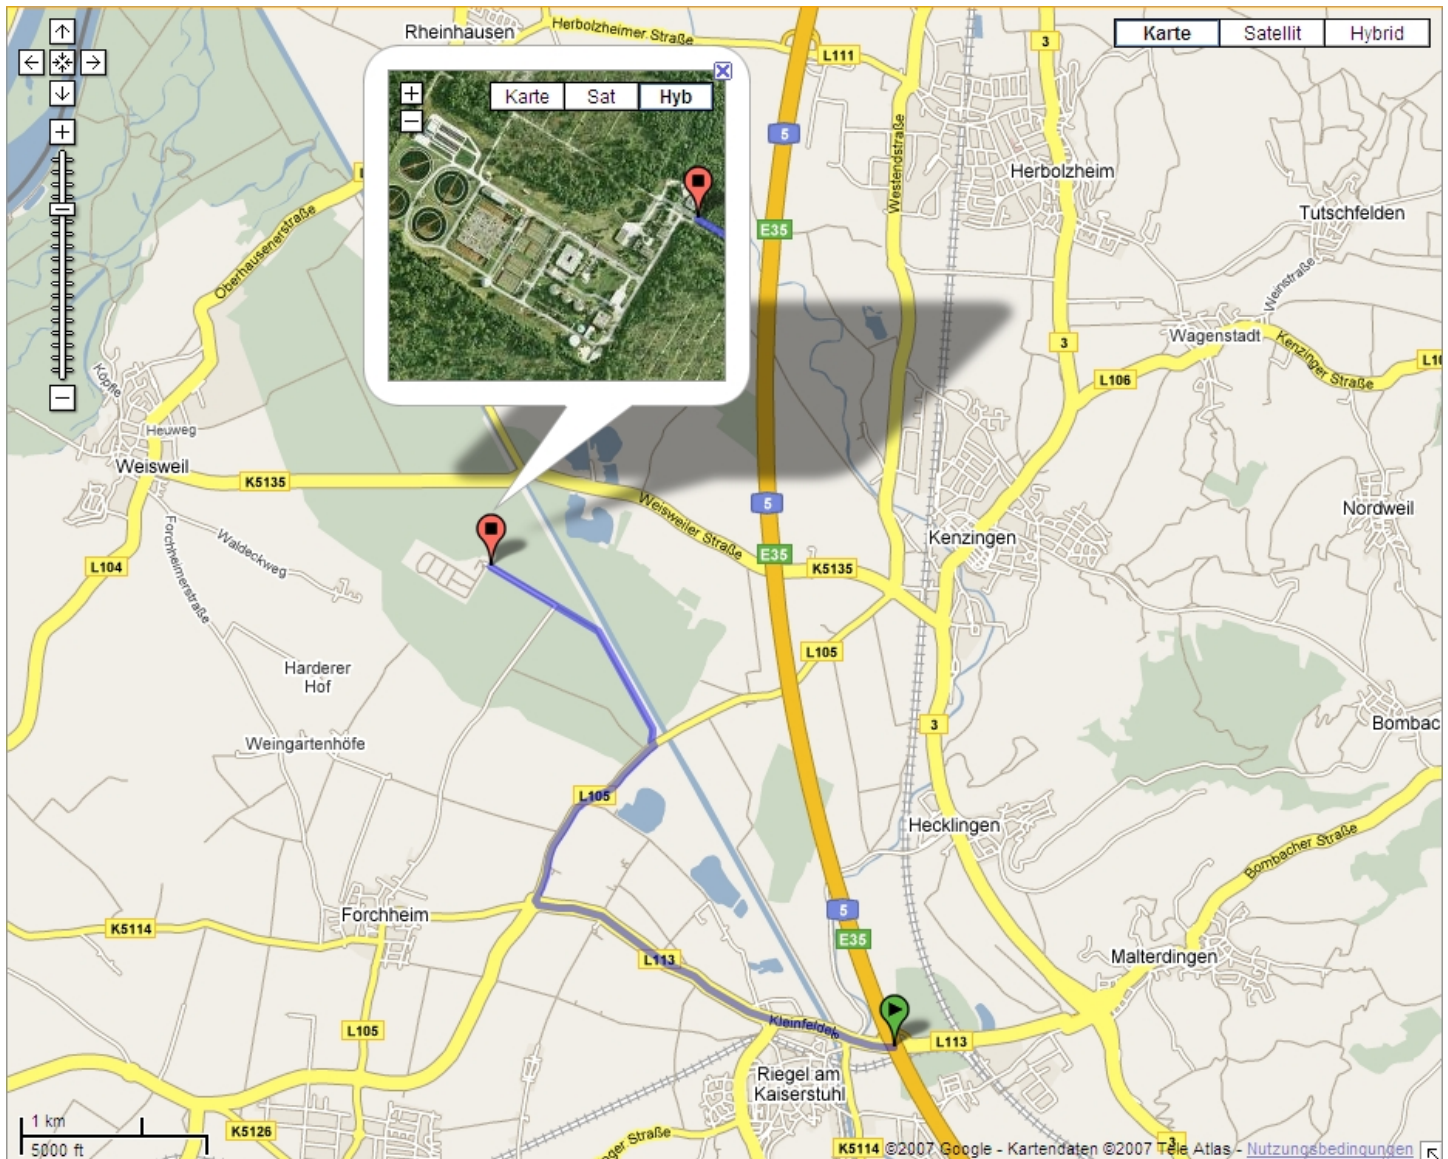 Rheinhausen
Herbolzheimer Straße
Karte
Satellit
Hybrid
3
L111
Karte
Sat
Hyb
5
Westendstraße
Herbolzheim
Tutschfelden
E35
Oberhausenerstraße
Weinstraße
Wagenstadt
3
Kenzinger Straße
L106
Köpfle
Heuweg
Weisweil
K5135
Weisweiler Straße
5
Nordweil
Kenzingen
Forchheimerstraße
Waldeckweg
E35
K5135
L104
L105
Harderer
Hof
3
Weingartenhöfe
L105
Hecklingen
Bombacher Straße
5
Forchheim
K5114
E35
L113
Malterdingen
L105
Kleinfeldele
L113
Riegel am
Kaiserstuhl
1 km
5000 ft
K5126
K5114
3
©2007 Google - Kartendaten ©2007 Tele Atlas - Nutzungsbedingungen